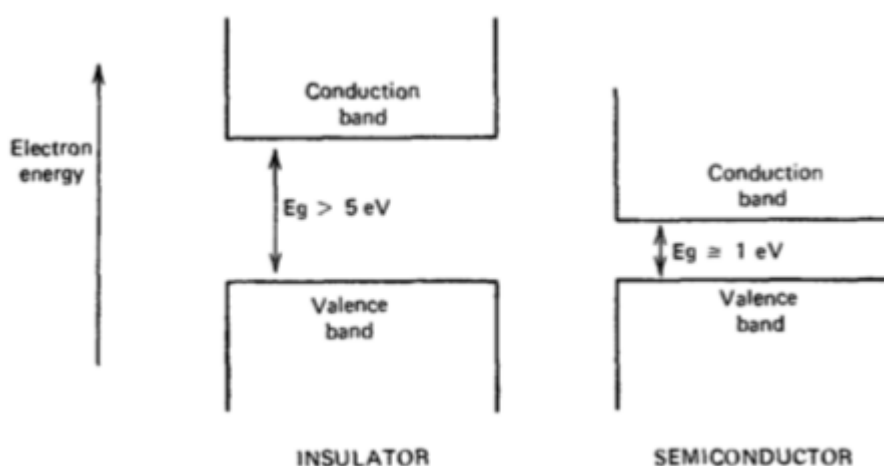 Electron
energy
Conduction
band
Eg > 5 eV
Valence
band
INSULATOR
Conduction
band
Eg ≅ 1 eV
Valence
band
SEMICONDUCTOR